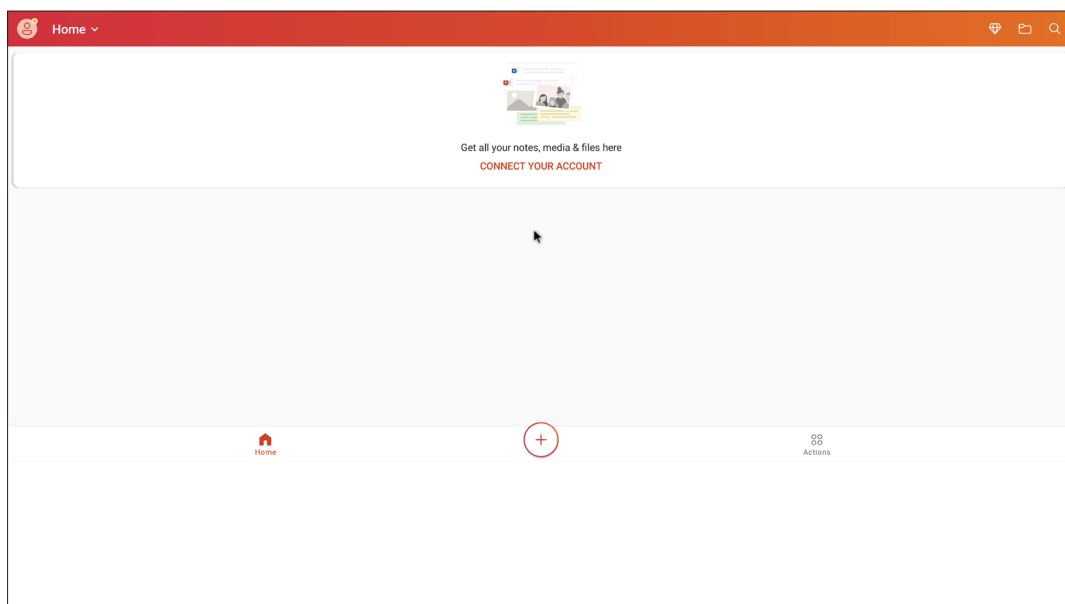 Home
Get all your notes, media & files here
CONNECT YOUR ACCOUNT
Home
Actions